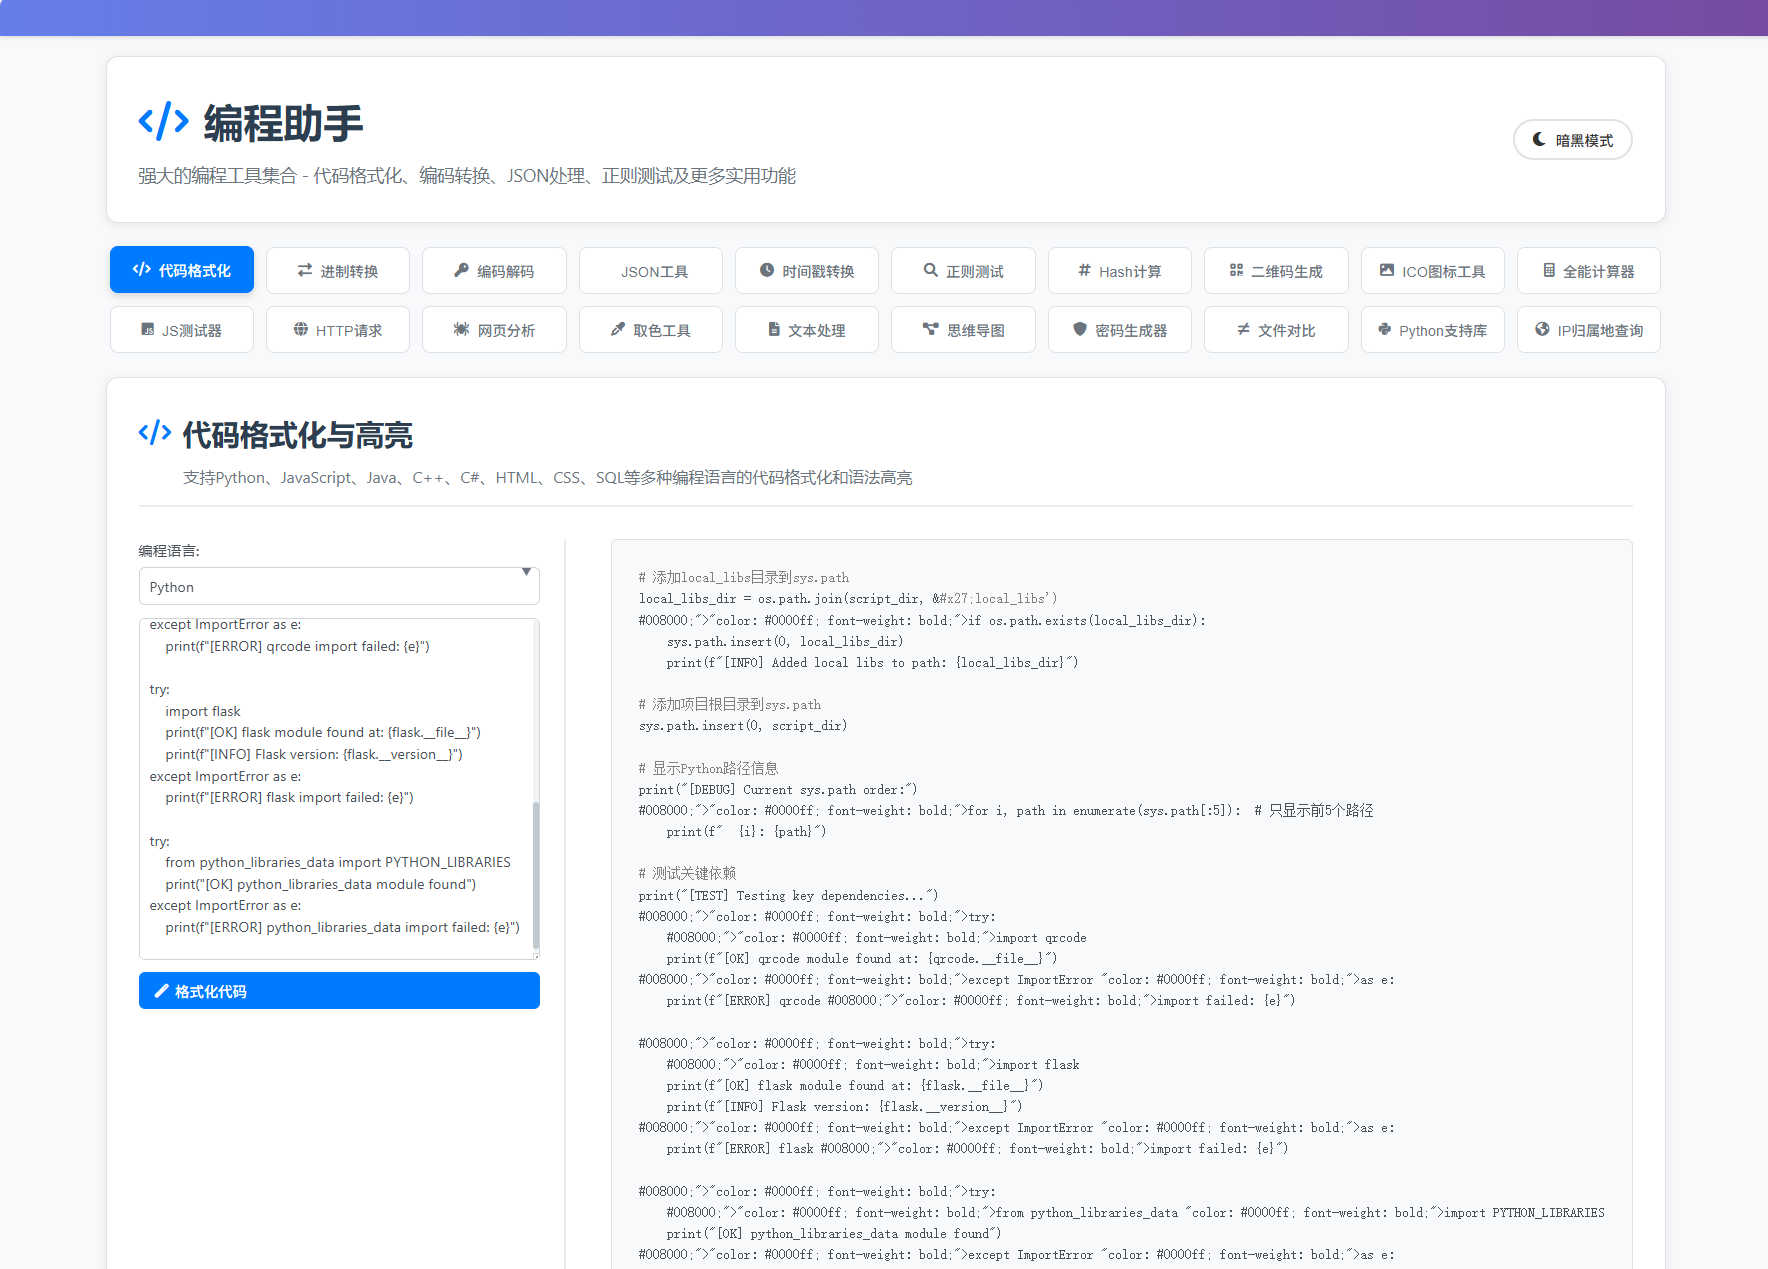 编程助手
强大的编程工具集合 - 代码格式化、编码转换、JSON处理、正则测试及更多实用功能
暗黑模式
代码格式化
进制转换
编码解码
JSON工具
时间戳转换
正则测试
Hash计算
二维码生成
ICO图标工具
全能计算器
JS测试器
HTTP请求
网页分析
取色工具
文本处理
思维导图
密码生成器
文件对比
Python支持库
IP归属地查询
代码格式化与高亮
支持Python、JavaScript、Java、C++、C#、HTML、CSS、SQL等多种编程语言的代码格式化和语法高亮
编程语言:
Python
except ImportError as e:
    print(f"[ERROR] qrcode import failed: {e}")
try:
    import flask
    print(f"[OK] flask module found at: {flask.__file__}")
    print(f"[INFO] Flask version: {flask.__version__}")
except ImportError as e:
    print(f"[ERROR] flask import failed: {e}")
try:
    from python_libraries_data import PYTHON_LIBRARIES
    print("[OK] python_libraries_data module found")
except ImportError as e:
    print(f"[ERROR] python_libraries_data import failed: {e}")
格式化代码
# 添加local_libs目录到sys.path
local_libs_dir = os.path.join(script_dir, &#x27;local_libs')
#008000;">"color: #0000ff; font-weight: bold;">if os.path.exists(local_libs_dir):
    sys.path.insert(0, local_libs_dir)
    print(f"[INFO] Added local libs to path: {local_libs_dir}")
# 添加项目根目录到sys.path
sys.path.insert(0, script_dir)
# 显示Python路径信息
print("[DEBUG] Current sys.path order:")
#008000;">"color: #0000ff; font-weight: bold;">for i, path in enumerate(sys.path[:5]):  # 只显示前5个路径
    print(f"  {i}: {path}")
# 测试关键依赖
print("[TEST] Testing key dependencies...")
#008000;">"color: #0000ff; font-weight: bold;">try:
    #008000;">"color: #0000ff; font-weight: bold;">import qrcode
    print(f"[OK] qrcode module found at: {qrcode.__file__}")
#008000;">"color: #0000ff; font-weight: bold;">except ImportError "color: #0000ff; font-weight: bold;">as e:
    print(f"[ERROR] qrcode #008000;">"color: #0000ff; font-weight: bold;">import failed: {e}")
#008000;">"color: #0000ff; font-weight: bold;">try:
    #008000;">"color: #0000ff; font-weight: bold;">import flask
    print(f"[OK] flask module found at: {flask.__file__}")
    print(f"[INFO] Flask version: {flask.__version__}")
#008000;">"color: #0000ff; font-weight: bold;">except ImportError "color: #0000ff; font-weight: bold;">as e:
    print(f"[ERROR] flask #008000;">"color: #0000ff; font-weight: bold;">import failed: {e}")
#008000;">"color: #0000ff; font-weight: bold;">try:
    #008000;">"color: #0000ff; font-weight: bold;">from python_libraries_data "color: #0000ff; font-weight: bold;">import PYTHON_LIBRARIES
    print("[OK] python_libraries_data module found")
#008000;">"color: #0000ff; font-weight: bold;">except ImportError "color: #0000ff; font-weight: bold;">as e: